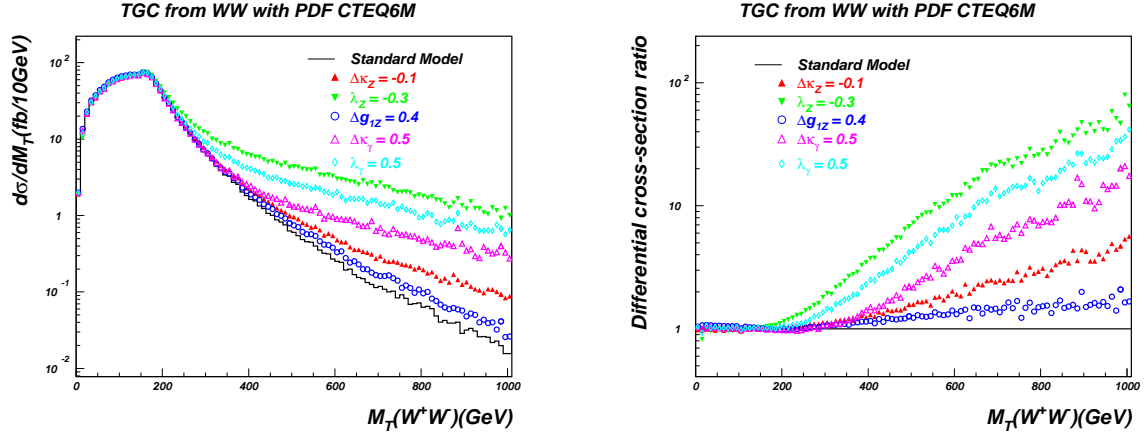 TGC from WW with PDF CTEQ6M
dσ/dM_T(fb/10GeV)
10²
10
1
10⁻¹
10⁻²
Standard Model
Δκ_Z = -0.1
λ_Z = -0.3
Δg_1Z = 0.4
Δκ_γ = 0.5
λ_γ = 0.5
0 200 400 600 800 1000
M_T(W⁺W⁻)(GeV)
TGC from WW with PDF CTEQ6M
Differential cross-section ratio
10²
10
1
Standard Model
Δκ_Z = -0.1
λ_Z = -0.3
Δg_1Z = 0.4
Δκ_γ = 0.5
λ_γ = 0.5
0 200 400 600 800 1000
M_T(W⁺W⁻)(GeV)